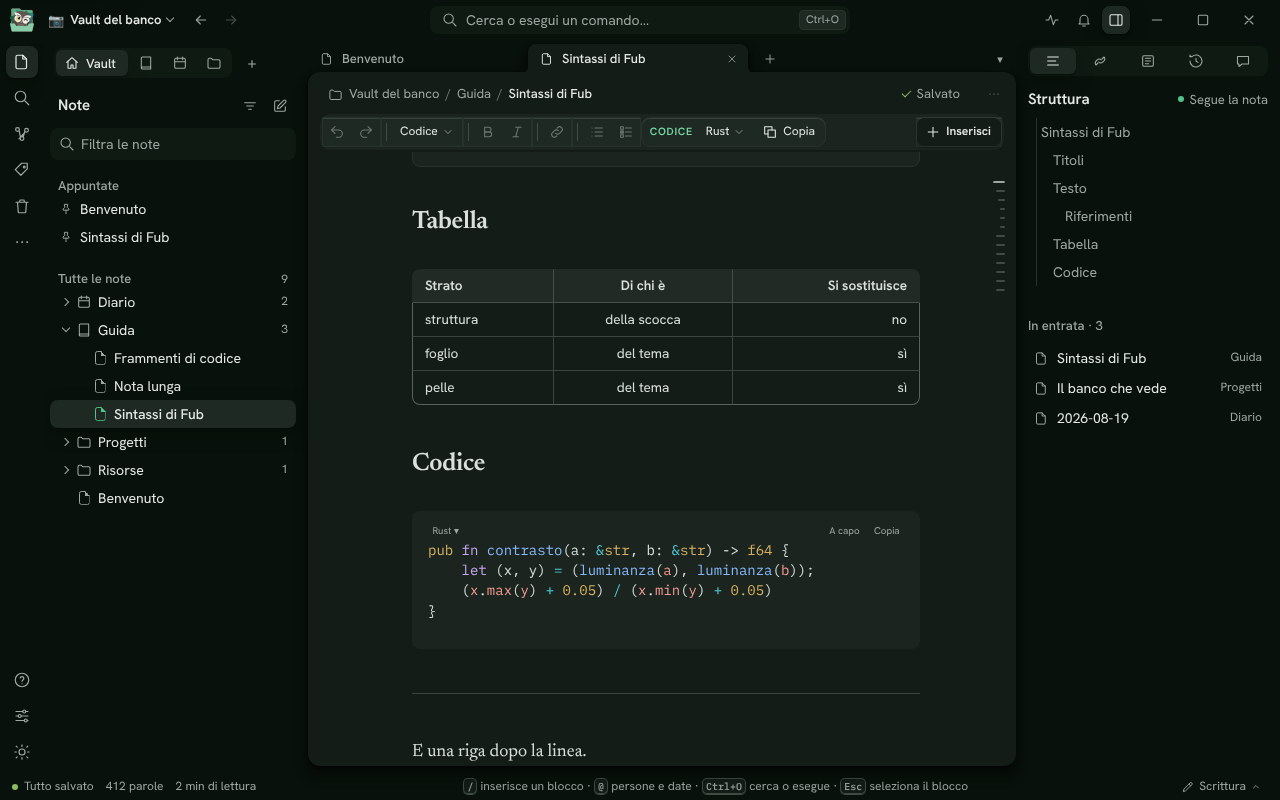 Vault del banco
Cerca o esegui un comando…
Ctrl+O
Vault
Benvenuto
Sintassi di Fub
Note
Filtra le note
Appuntate
Benvenuto
Sintassi di Fub
Tutte le note 9
Diario 2
Guida 3
Frammenti di codice
Nota lunga
Sintassi di Fub
Progetti 1
Risorse 1
Benvenuto
Vault del banco / Guida / Sintassi di Fub
Salvato
Codice B I CODICE Rust Copia Inserisci
Tabella
Strato Di chi è Si sostituisce
struttura della scocca no
foglio del tema sì
pelle del tema sì
Codice
Rust ▾ A capo Copia
pub fn contrasto(a: &str, b: &str) -> f64 {
    let (x, y) = (luminanza(a), luminanza(b));
    (x.max(y) + 0.05) / (x.min(y) + 0.05)
}
E una riga dopo la linea.
Struttura Segue la nota
Sintassi di Fub
Titoli
Testo
Riferimenti
Tabella
Codice
In entrata · 3
Sintassi di Fub Guida
Il banco che vede Progetti
2026-08-19 Diario
Tutto salvato 412 parole 2 min di lettura
/ inserisce un blocco · @ persone e date · Ctrl+O cerca o esegue · Esc seleziona il blocco
Scrittura